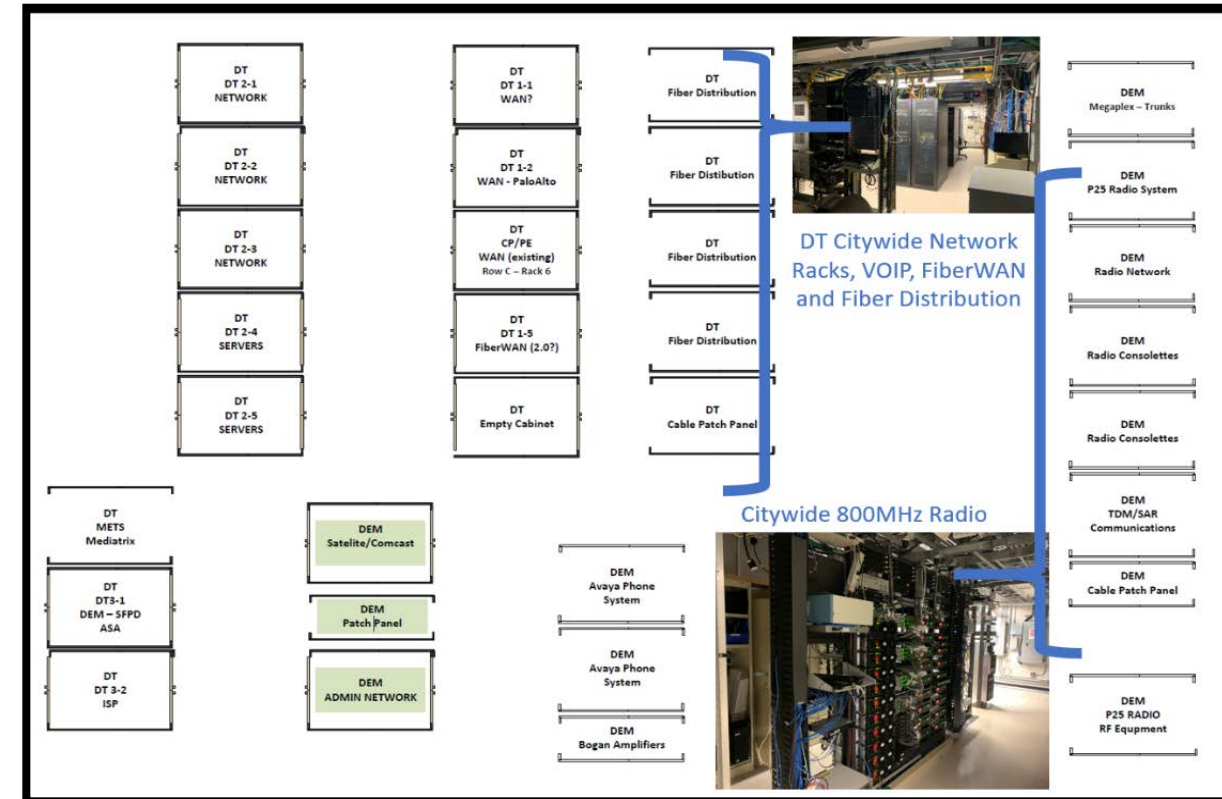 DT
DT 2-1
NETWORK
DT
DT 2-2
NETWORK
DT
DT 2-3
NETWORK
DT
DT 2-4
SERVERS
DT
DT 2-5
SERVERS
DT
DT 1-1
WAN?
DT
DT 1-2
WAN - PaloAlto
DT
CP/PE
WAN (existing)
Row C – Rack 6
DT
DT 1-5
FiberWAN (2.0?)
DT
Empty Cabinet
DT
Fiber Distribution
DT
Fiber Distibution
DT
Fiber Distribution
DT
Fiber Distribution
DT
Cable Patch Panel
DT Citywide Network
Racks, VOIP, FiberWAN
and Fiber Distribution
DEM
Megaplex – Trunks
DEM
P25 Radio System
DEM
Radio Network
DEM
Radio Consolettes
DEM
Radio Consolettes
DEM
TDM/SAR
Communications
DEM
Cable Patch Panel
DEM
P25 RADIO
RF Equpment
Citywide 800MHz Radio
DT
METS
Mediatrix
DT
DT3-1
DEM – SFPD
ASA
DT
DT 3-2
ISP
DEM
Satelite/Comcast
DEM
Patch Panel
DEM
ADMIN NETWORK
DEM
Avaya Phone
System
DEM
Avaya Phone
System
DEM
Bogan Amplifiers